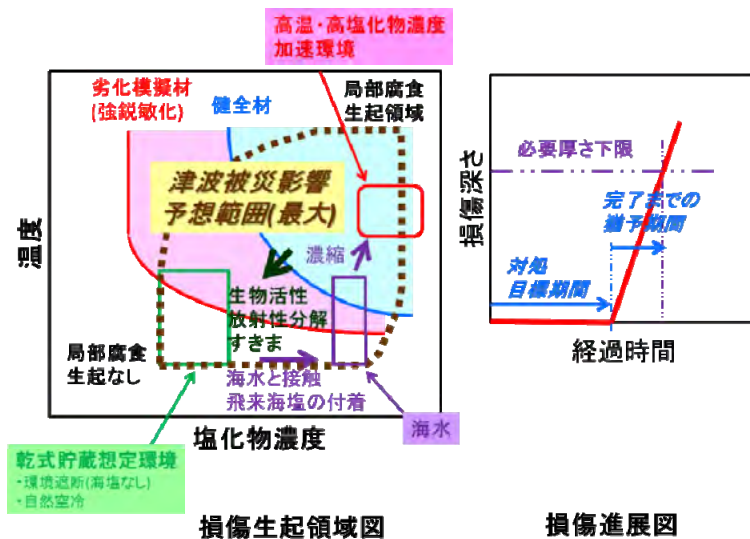 高温・高塩化物濃度
加速環境
劣化模擬材
(強鋭敏化)
健全材
局部腐食
生起領域
津波被災影響
予想範囲(最大)
濃縮
生物活性
放射性分解
すきま
局部腐食
生起なし
海水と接触
飛来海塩の付着
温度
塩化物濃度
海水
乾式貯蔵想定環境
・環境遮断(海塩なし)
・自然空冷
損傷生起領域図
損傷深さ
必要厚さ下限
完了までの
猶予期間
対処
目標期間
経過時間
損傷進展図